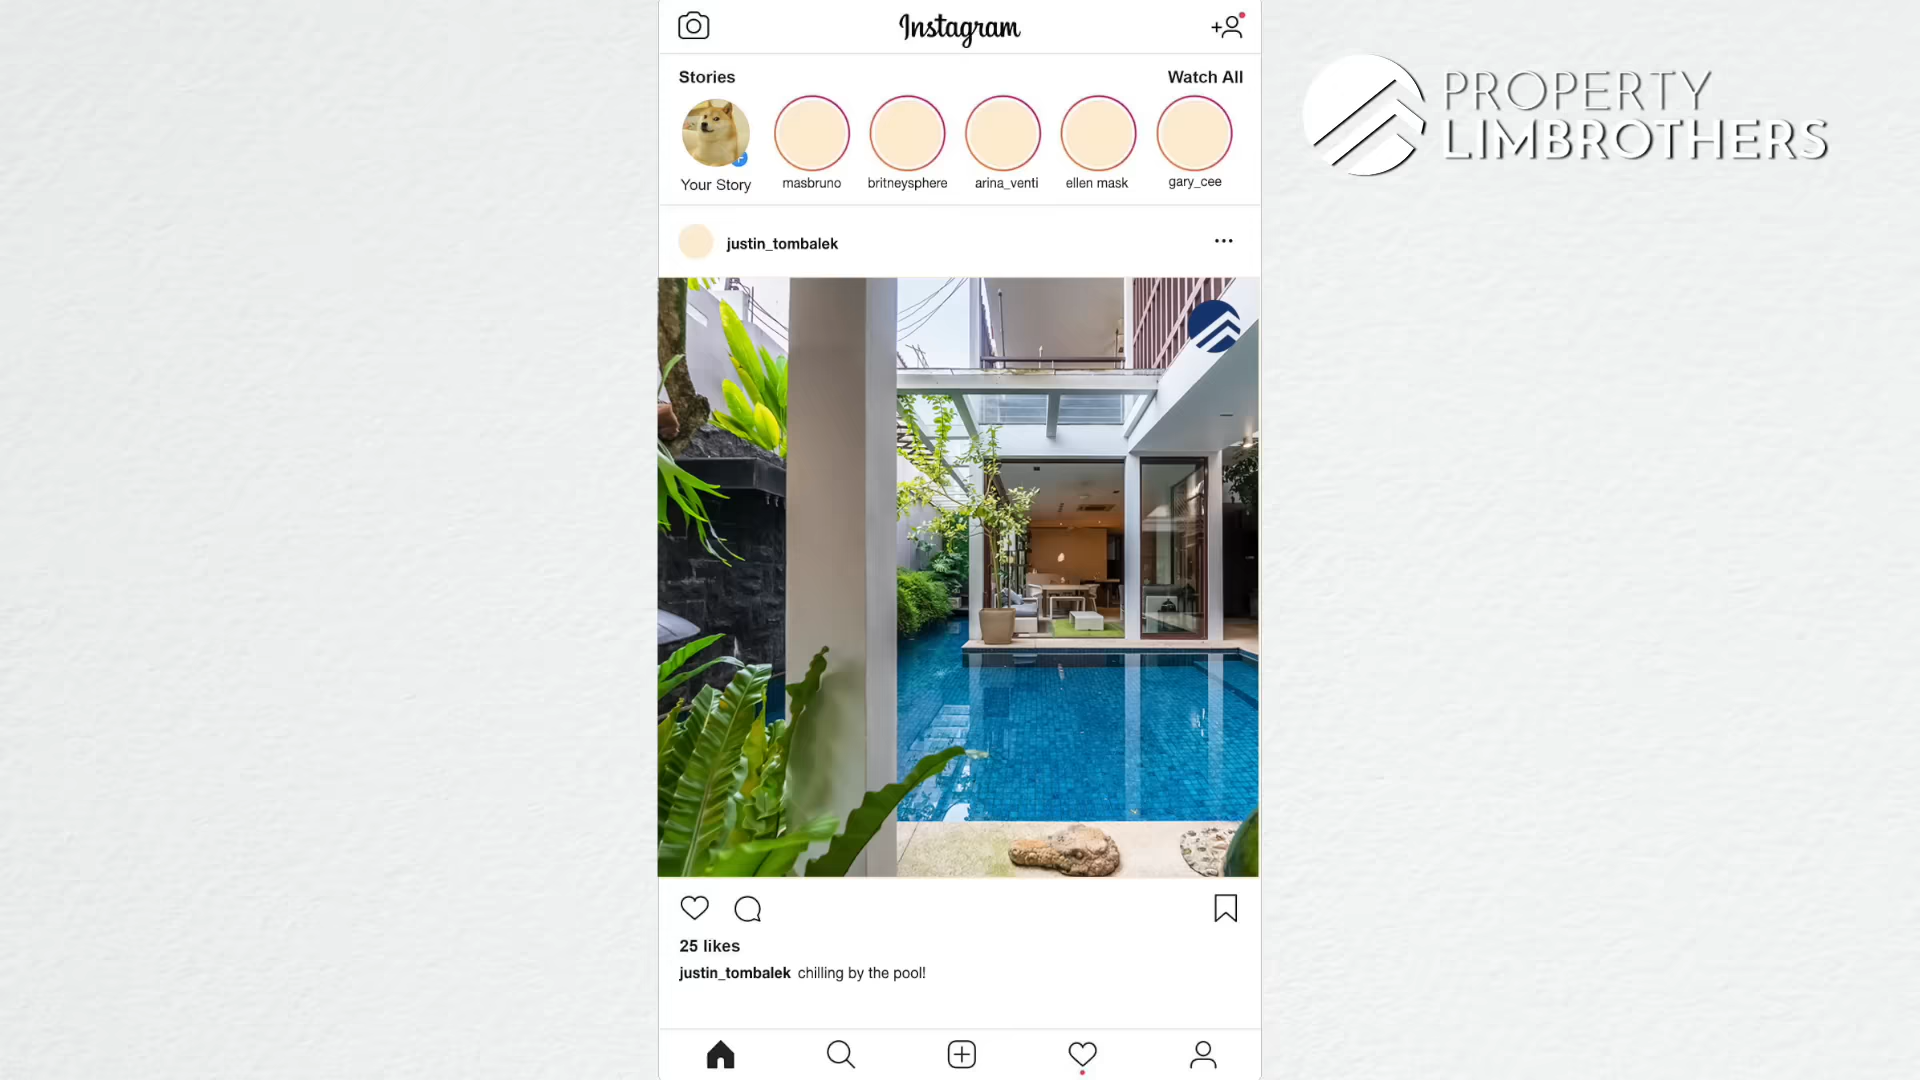 Instagram
PROPERTY
LIMBROTHERS
Stories
Watch All
Your Story
masbruno
britneysphere
arina_venti
ellen mask
gary_cee
justin_tombalek
25 likes
justin_tombalek chilling by the pool!